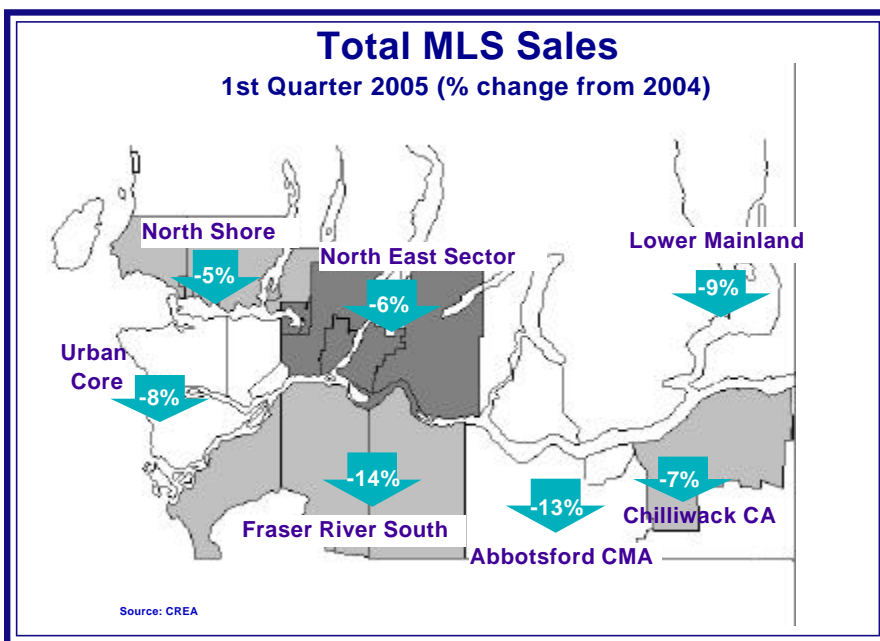 Total MLS Sales
1st Quarter 2005 (% change from 2004)
North Shore
-5%
North East Sector
-6%
Lower Mainland
-9%
Urban
Core
-8%
-14%
Fraser River South
-13%
Abbotsford CMA
-7%
Chilliwack CA
Source: CREA